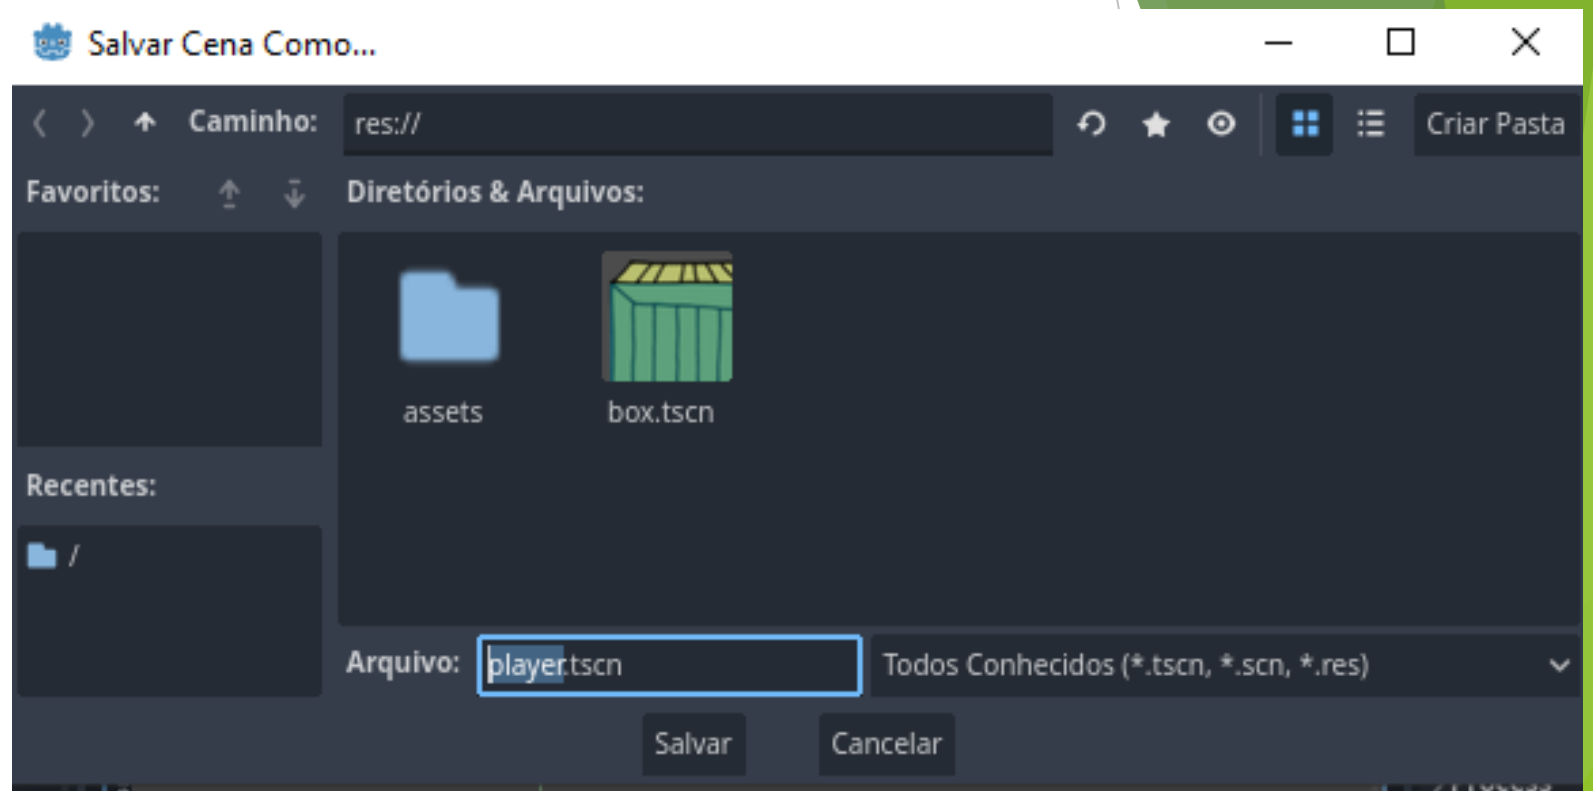 Salvar Cena Como...
Caminho: res:// Criar Pasta
Favoritos: Diretórios & Arquivos:
assets box.tscn
Recentes:
/
Arquivo: player.tscn Todos Conhecidos (*.tscn, *.scn, *.res)
Salvar Cancelar